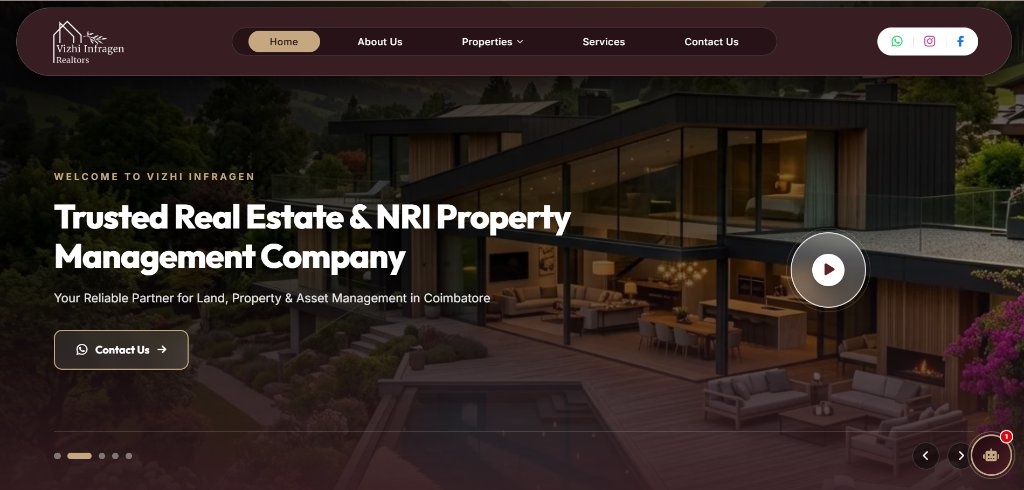 Vizhi Infragen
Realtors
Home
About Us
Properties
Services
Contact Us
WELCOME TO VIZHI INFRAGEN
Trusted Real Estate & NRI Property
Management Company
Your Reliable Partner for Land, Property & Asset Management in Coimbatore
Contact Us
1